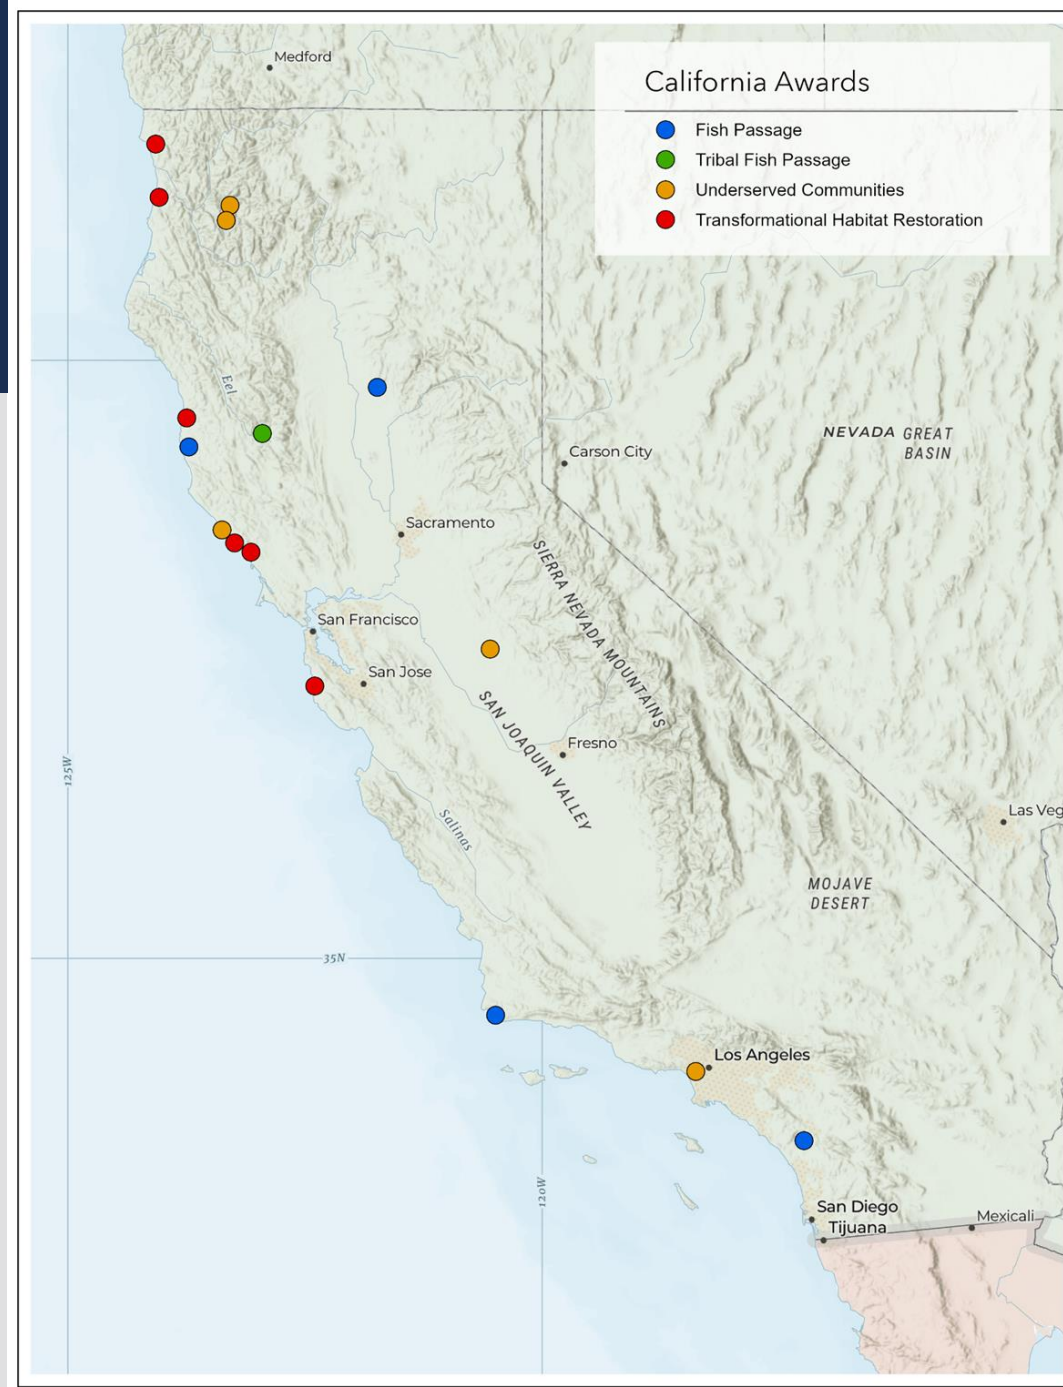 Medford
California Awards
Fish Passage
Tribal Fish Passage
Underserved Communities
Transformational Habitat Restoration
Eel
NEVADA
GREAT
BASIN
Carson City
Sacramento
SIERRA NEVADA MOUNTAINS
San Francisco
San Jose
SAN JOAQUIN VALLEY
Fresno
125W
Salinas
Las Veg
MOJAVE
DESERT
35N
Los Angeles
120W
San Diego
Tijuana
Mexicali